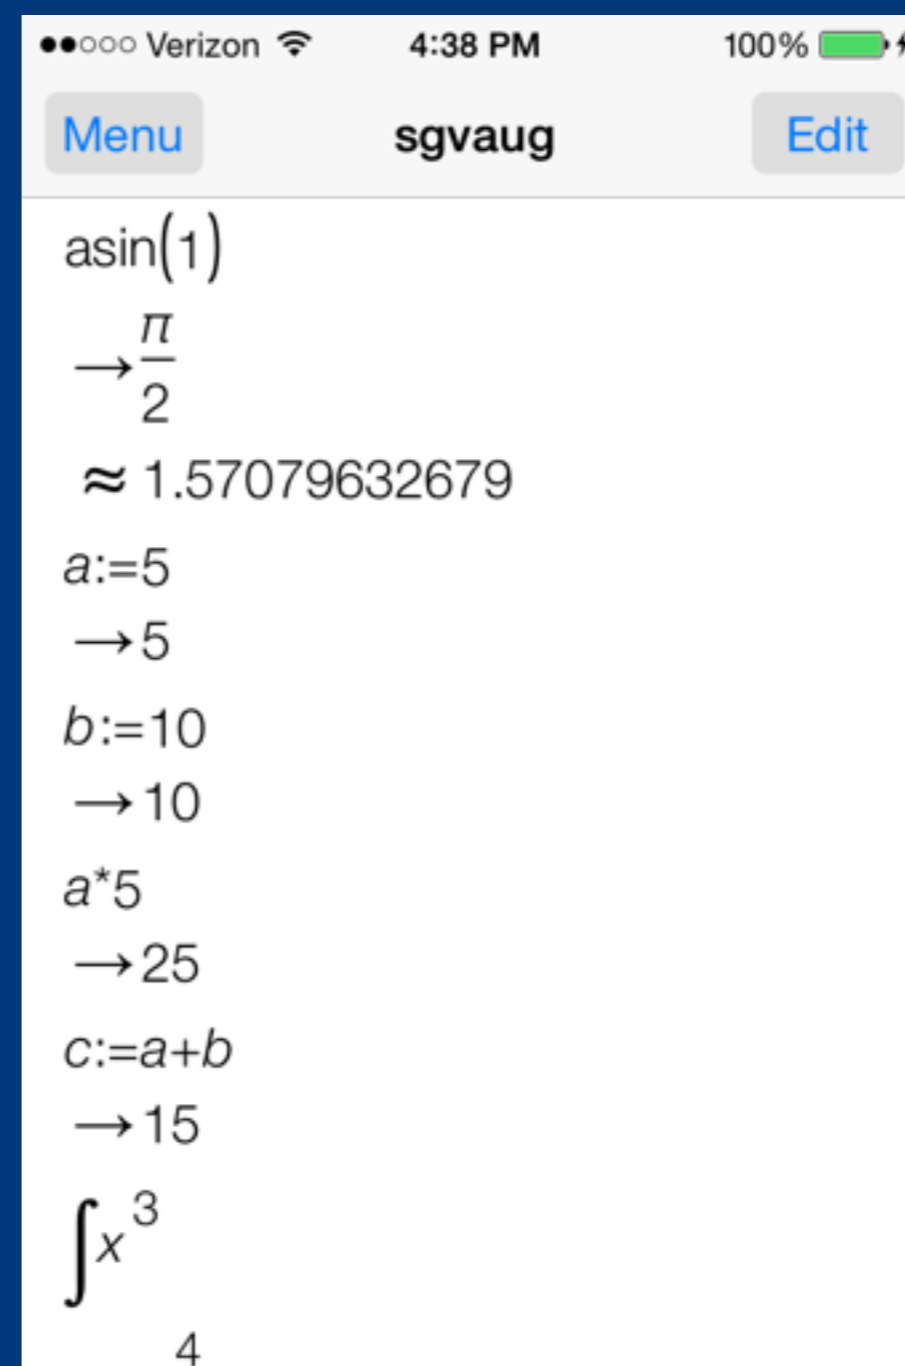 ●●○○○ Verizon 4:38 PM 100%
Menu sgvaug Edit
asin(1)
→π/2
≈ 1.57079632679
a:=5
→5
b:=10
→10
a*5
→25
c:=a+b
→15
∫x³
4